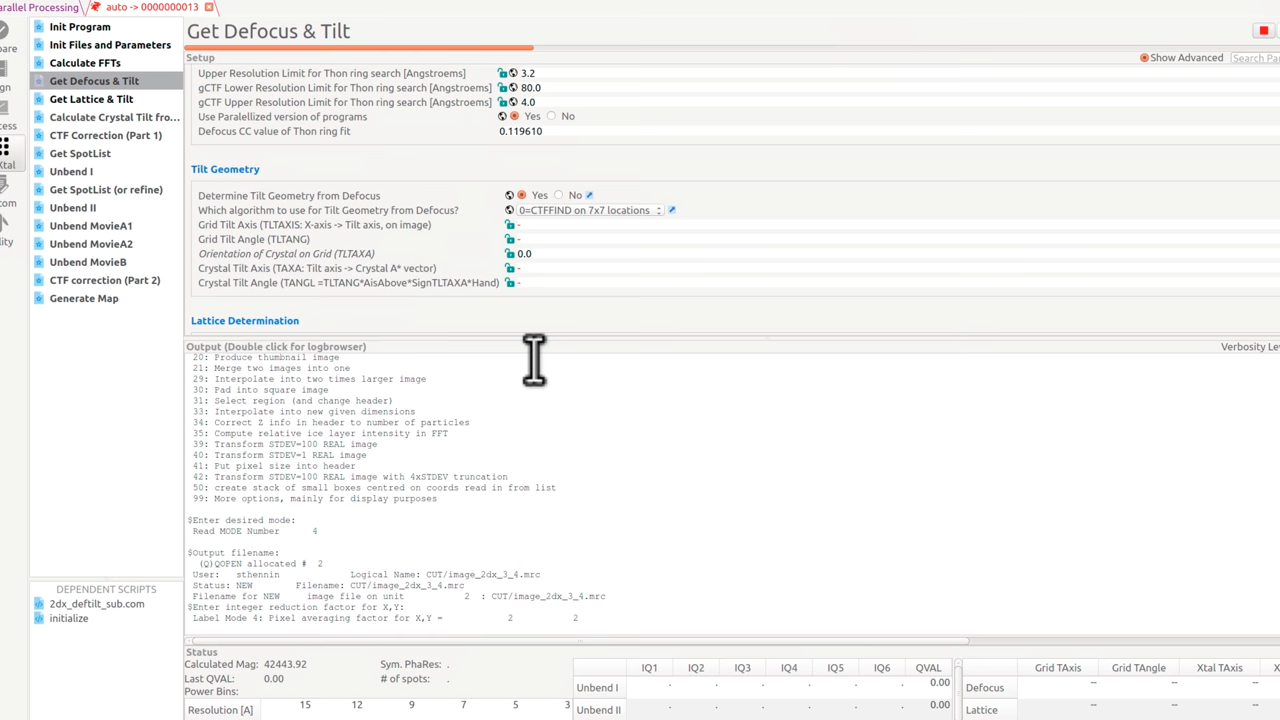 arallel Processing) auto -> 0000000013
Init Program
Init Files and Parameters
Calculate FFTs
Get Defocus & Tilt
Get Lattice & Tilt
Calculate Crystal Tilt fro...
CTF Correction (Part 1)
Get SpotList
Unbend I
Get SpotList (or refine)
Unbend II
Unbend MovieA1
Unbend MovieA2
Unbend MovieB
CTF correction (Part 2)
Generate Map
DEPENDENT SCRIPTS
2dx_deftilt_sub.com
initialize
are
gn
cess
tal
om
lity
Get Defocus & Tilt
Setup
Show Advanced
Search Pa
Upper Resolution Limit for Thon ring search [Angstroems] 3.2
gCTF Lower Resolution Limit for Thon ring search [Angstroems] 80.0
gCTF Upper Resolution Limit for Thon ring search [Angstroems] 4.0
Use Paralellized version of programs Yes No
Defocus CC value of Thon ring fit 0.119610
Tilt Geometry
Determine Tilt Geometry from Defocus Yes No
Which algorithm to use for Tilt Geometry from Defocus? 0=CTFFIND on 7x7 locations
Grid Tilt Axis (TLTAXIS: X-axis -> Tilt axis, on image) -
Grid Tilt Angle (TLTANG) -
Orientation of Crystal on Grid (TLTAXA) 0.0
Crystal Tilt Axis (TAXA: Tilt axis -> Crystal A* vector) -
Crystal Tilt Angle (TANGL =TLTANG*AisAbove*SignTLTAXA*Hand) -
Lattice Determination
Output (Double click for logbrowser) Verbosity Lev
20: Produce thumbnail image
21: Merge two images into one
29: Interpolate into two times larger image
30: Pad into square image
31: Select region (and change header)
33: Interpolate into new given dimensions
34: Correct Z info in header to number of particles
35: Compute relative ice layer intensity in FFT
39: Transform STDEV=100 REAL image
40: Transform STDEV=1 REAL image
41: Put pixel size into header
42: Transform STDEV=100 REAL image with 4xSTDEV truncation
50: create stack of small boxes centred on coords read in from list
99: More options, mainly for display purposes
$Enter desired mode:
Read MODE Number 4
$Output filename:
(Q)QOPEN allocated # 2
User: sthennin Logical Name: CUT/image_2dx_3_4.mrc
Status: NEW Filename: CUT/image_2dx_3_4.mrc
Filename for NEW image file on unit 2 : CUT/image_2dx_3_4.mrc
$Enter integer reduction factor for X,Y:
Label Mode 4: Pixel averaging factor for X,Y = 2 2
Status
Calculated Mag: 42443.92 Sym. PhaRes: .
Last QVAL: 0.00 # of spots: .
Power Bins:
Resolution [A] 15 12 9 7 5 3
IQ1 IQ2 IQ3 IQ4 IQ5 IQ6 QVAL
Unbend I . . . . . . 0.00
Unbend II . . . . . . 0.00
Grid TAxis Grid TAngle Xtal TAxis X
Defocus -- -- --
Lattice -- -- --